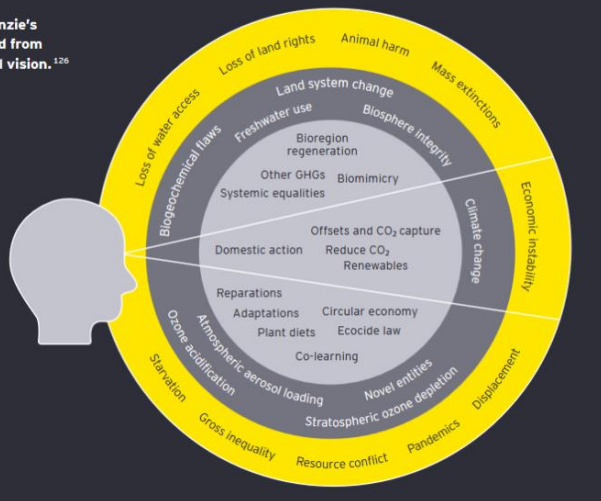 nzie's
d from
l vision.¹²⁶
Loss of water access
Loss of land rights
Animal harm
Mass extinctions
Economic instability
Displacement
Pandemics
Resource conflict
Gross inequality
Starvation
Biogeochemical flaws
Freshwater use
Land system change
Biosphere integrity
Climate change
Novel entities
Stratospheric ozone depletion
Atmospheric aerosol loading
Ozone acidification
Bioregion
regeneration
Other GHGs
Biomimicry
Systemic equalities
Offsets and CO₂ capture
Domestic action
Reduce CO₂
Renewables
Reparations
Adaptations
Circular economy
Plant diets
Ecocide law
Co-learning